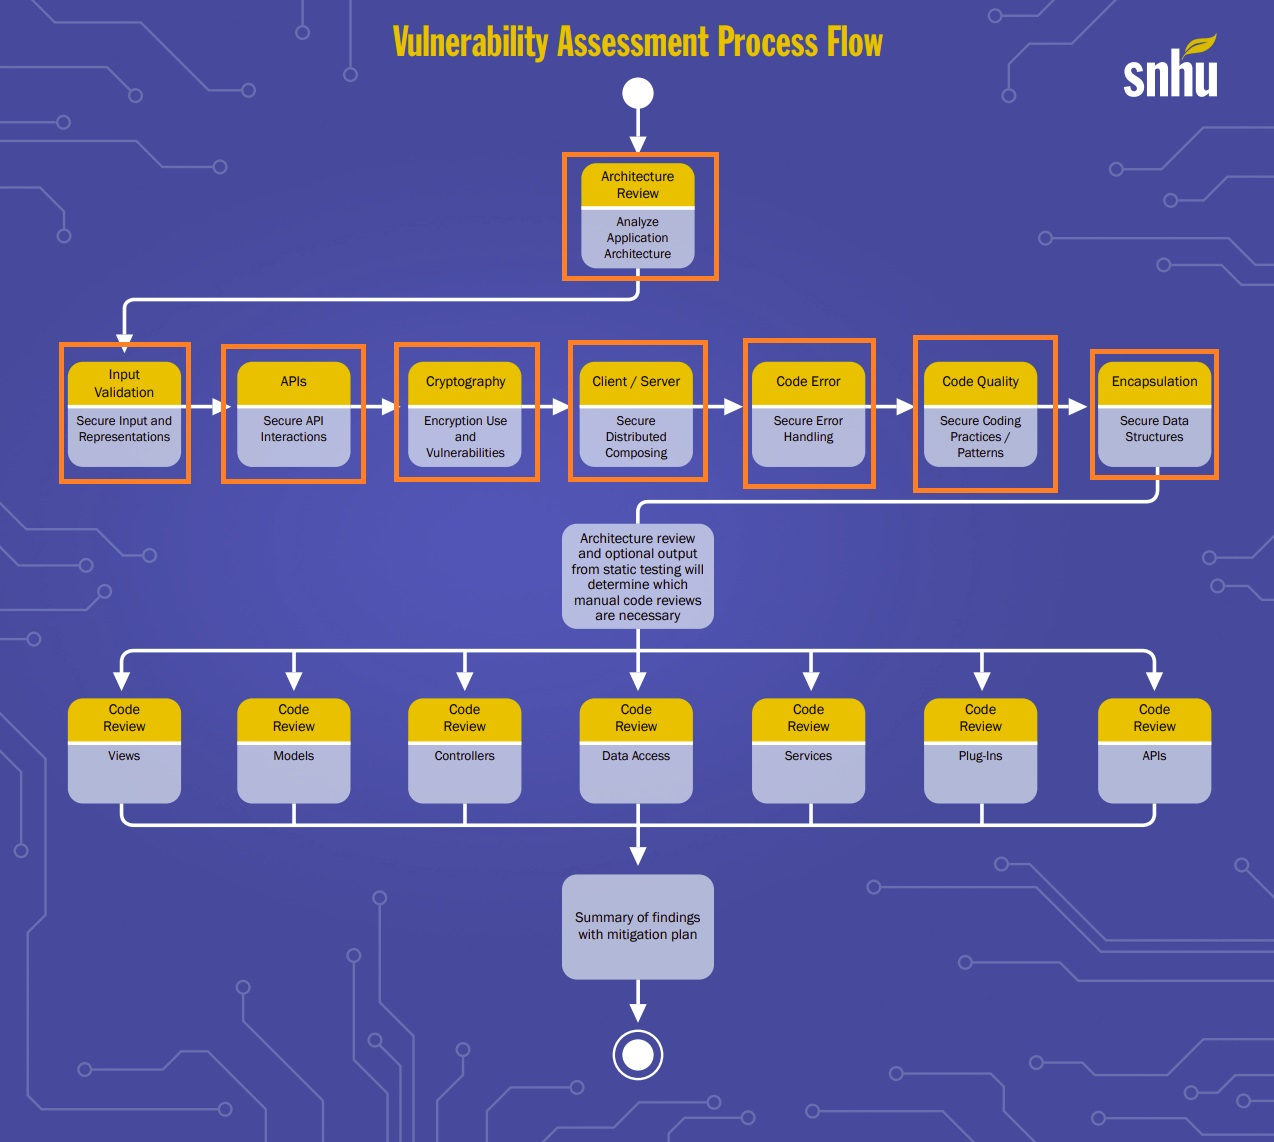 Vulnerability Assessment Process Flow
snhu
Architecture
Review
Analyze
Application
Architecture
Input
Validation
Secure Input and
Representations
APIs
Secure API
Interactions
Cryptography
Encryption Use
and
Vulnerabilities
Client / Server
Secure
Distributed
Composing
Code Error
Secure Error
Handling
Code Quality
Secure Coding
Practices /
Patterns
Encapsulation
Secure Data
Structures
Architecture review
and optional output
from static testing will
determine which
manual code reviews
are necessary
Code
Review
Views
Code
Review
Models
Code
Review
Controllers
Code
Review
Data Access
Code
Review
Services
Code
Review
Plug-Ins
Code
Review
APIs
Summary of findings
with mitigation plan